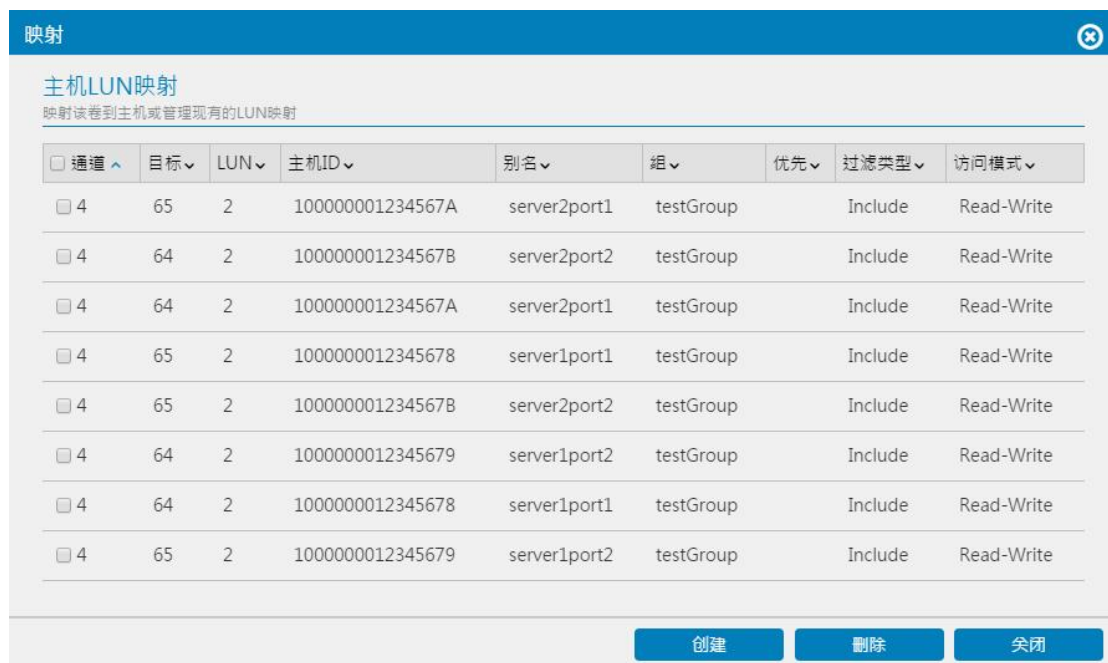 映射
主机LUN映射
映射该卷到主机或管理现有的LUN映射
通道 目标 LUN 主机ID 别名 组 优先 过滤类型 访问模式
4 65 2 100000001234567A server2port1 testGroup Include Read-Write
4 64 2 100000001234567B server2port2 testGroup Include Read-Write
4 64 2 100000001234567A server2port1 testGroup Include Read-Write
4 65 2 1000000012345678 server1port1 testGroup Include Read-Write
4 65 2 100000001234567B server2port2 testGroup Include Read-Write
4 64 2 1000000012345679 server1port2 testGroup Include Read-Write
4 64 2 1000000012345678 server1port1 testGroup Include Read-Write
4 65 2 1000000012345679 server1port2 testGroup Include Read-Write
创建 删除 关闭